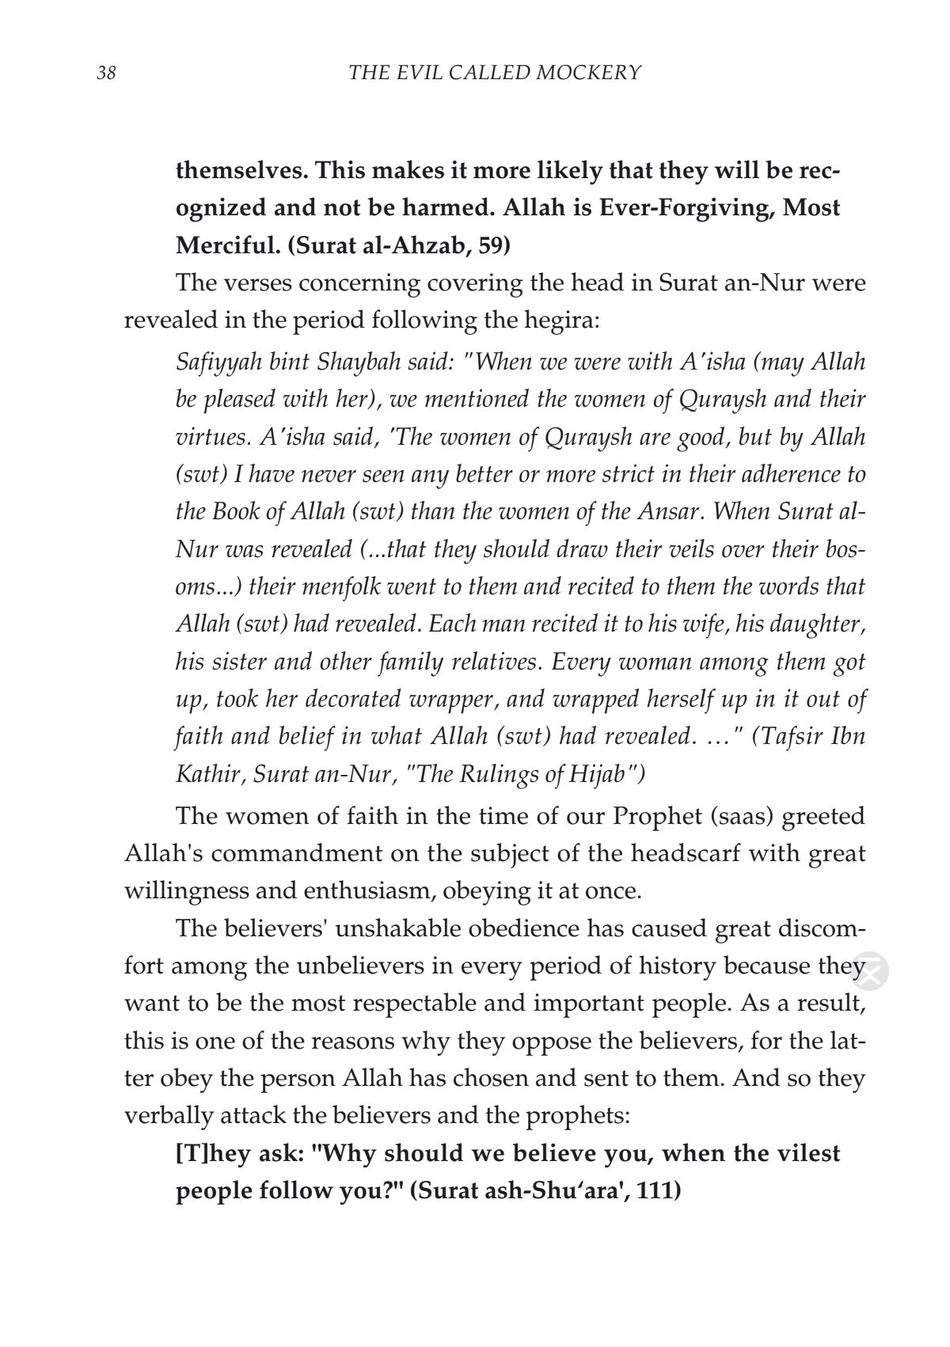 38
THE EVIL CALLED MOCKERY
themselves. This makes it more likely that they will be rec-
ognized and not be harmed. Allah is Ever-Forgiving, Most
Merciful. (Surat al-Ahzab, 59)
The verses concerning covering the head in Surat an-Nur were
revealed in the period following the hegira:
Safiyyah bint Shaybah said: "When we were with A'isha (may Allah
be pleased with her), we mentioned the women of Quraysh and their
virtues. A'isha said, 'The women of Quraysh are good, but by Allah
(swt) I have never seen any better or more strict in their adherence to
the Book of Allah (swt) than the women of the Ansar. When Surat al-
Nur was revealed (...that they should draw their veils over their bos-
oms...) their menfolk went to them and recited to them the words that
Allah (swt) had revealed. Each man recited it to his wife, his daughter,
his sister and other family relatives. Every woman among them got
up, took her decorated wrapper, and wrapped herself up in it out of
faith and belief in what Allah (swt) had revealed. …" (Tafsir Ibn
Kathir, Surat an-Nur, "The Rulings of Hijab")
The women of faith in the time of our Prophet (saas) greeted
Allah's commandment on the subject of the headscarf with great
willingness and enthusiasm, obeying it at once.
The believers' unshakable obedience has caused great discom-
fort among the unbelievers in every period of history because they
want to be the most respectable and important people. As a result,
this is one of the reasons why they oppose the believers, for the lat-
ter obey the person Allah has chosen and sent to them. And so they
verbally attack the believers and the prophets:
[T]hey ask: "Why should we believe you, when the vilest
people follow you?" (Surat ash-Shu‘ara', 111)